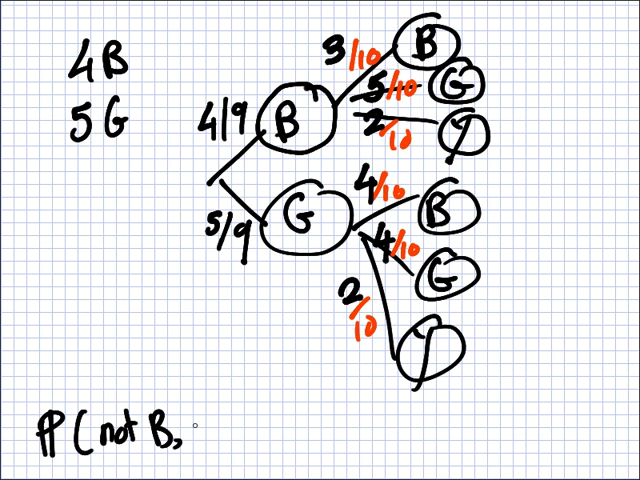 4B
5G
4/9 B 3/10 B
5/10 G
2/10 Y
5/9 G 4/10 B
4/10 G
2/10 Y
P(not B,